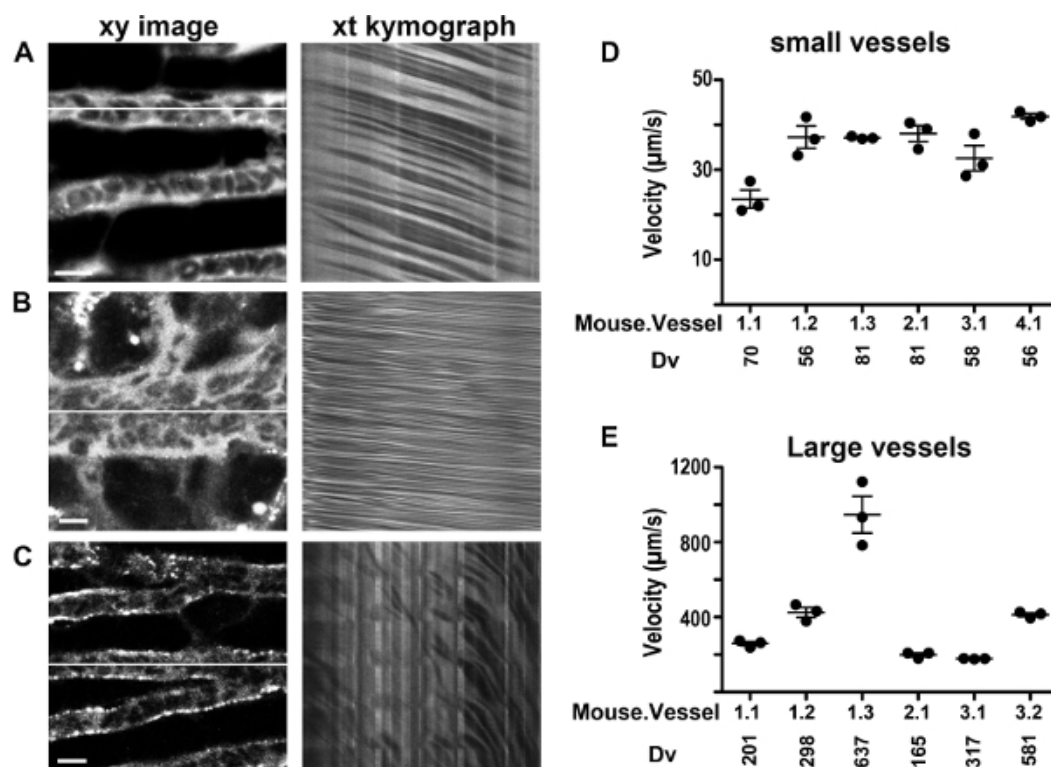 xy image
xt kymograph
A
B
C
D
small vessels
Velocity (µm/s)
50
30
10
Mouse.Vessel 1.1 1.2 1.3 2.1 3.1 4.1
Dv 70 56 81 81 58 56
E
Large vessels
Velocity (µm/s)
1200
800
400
Mouse.Vessel 1.1 1.2 1.3 2.1 3.1 3.2
Dv 201 298 637 165 317 581